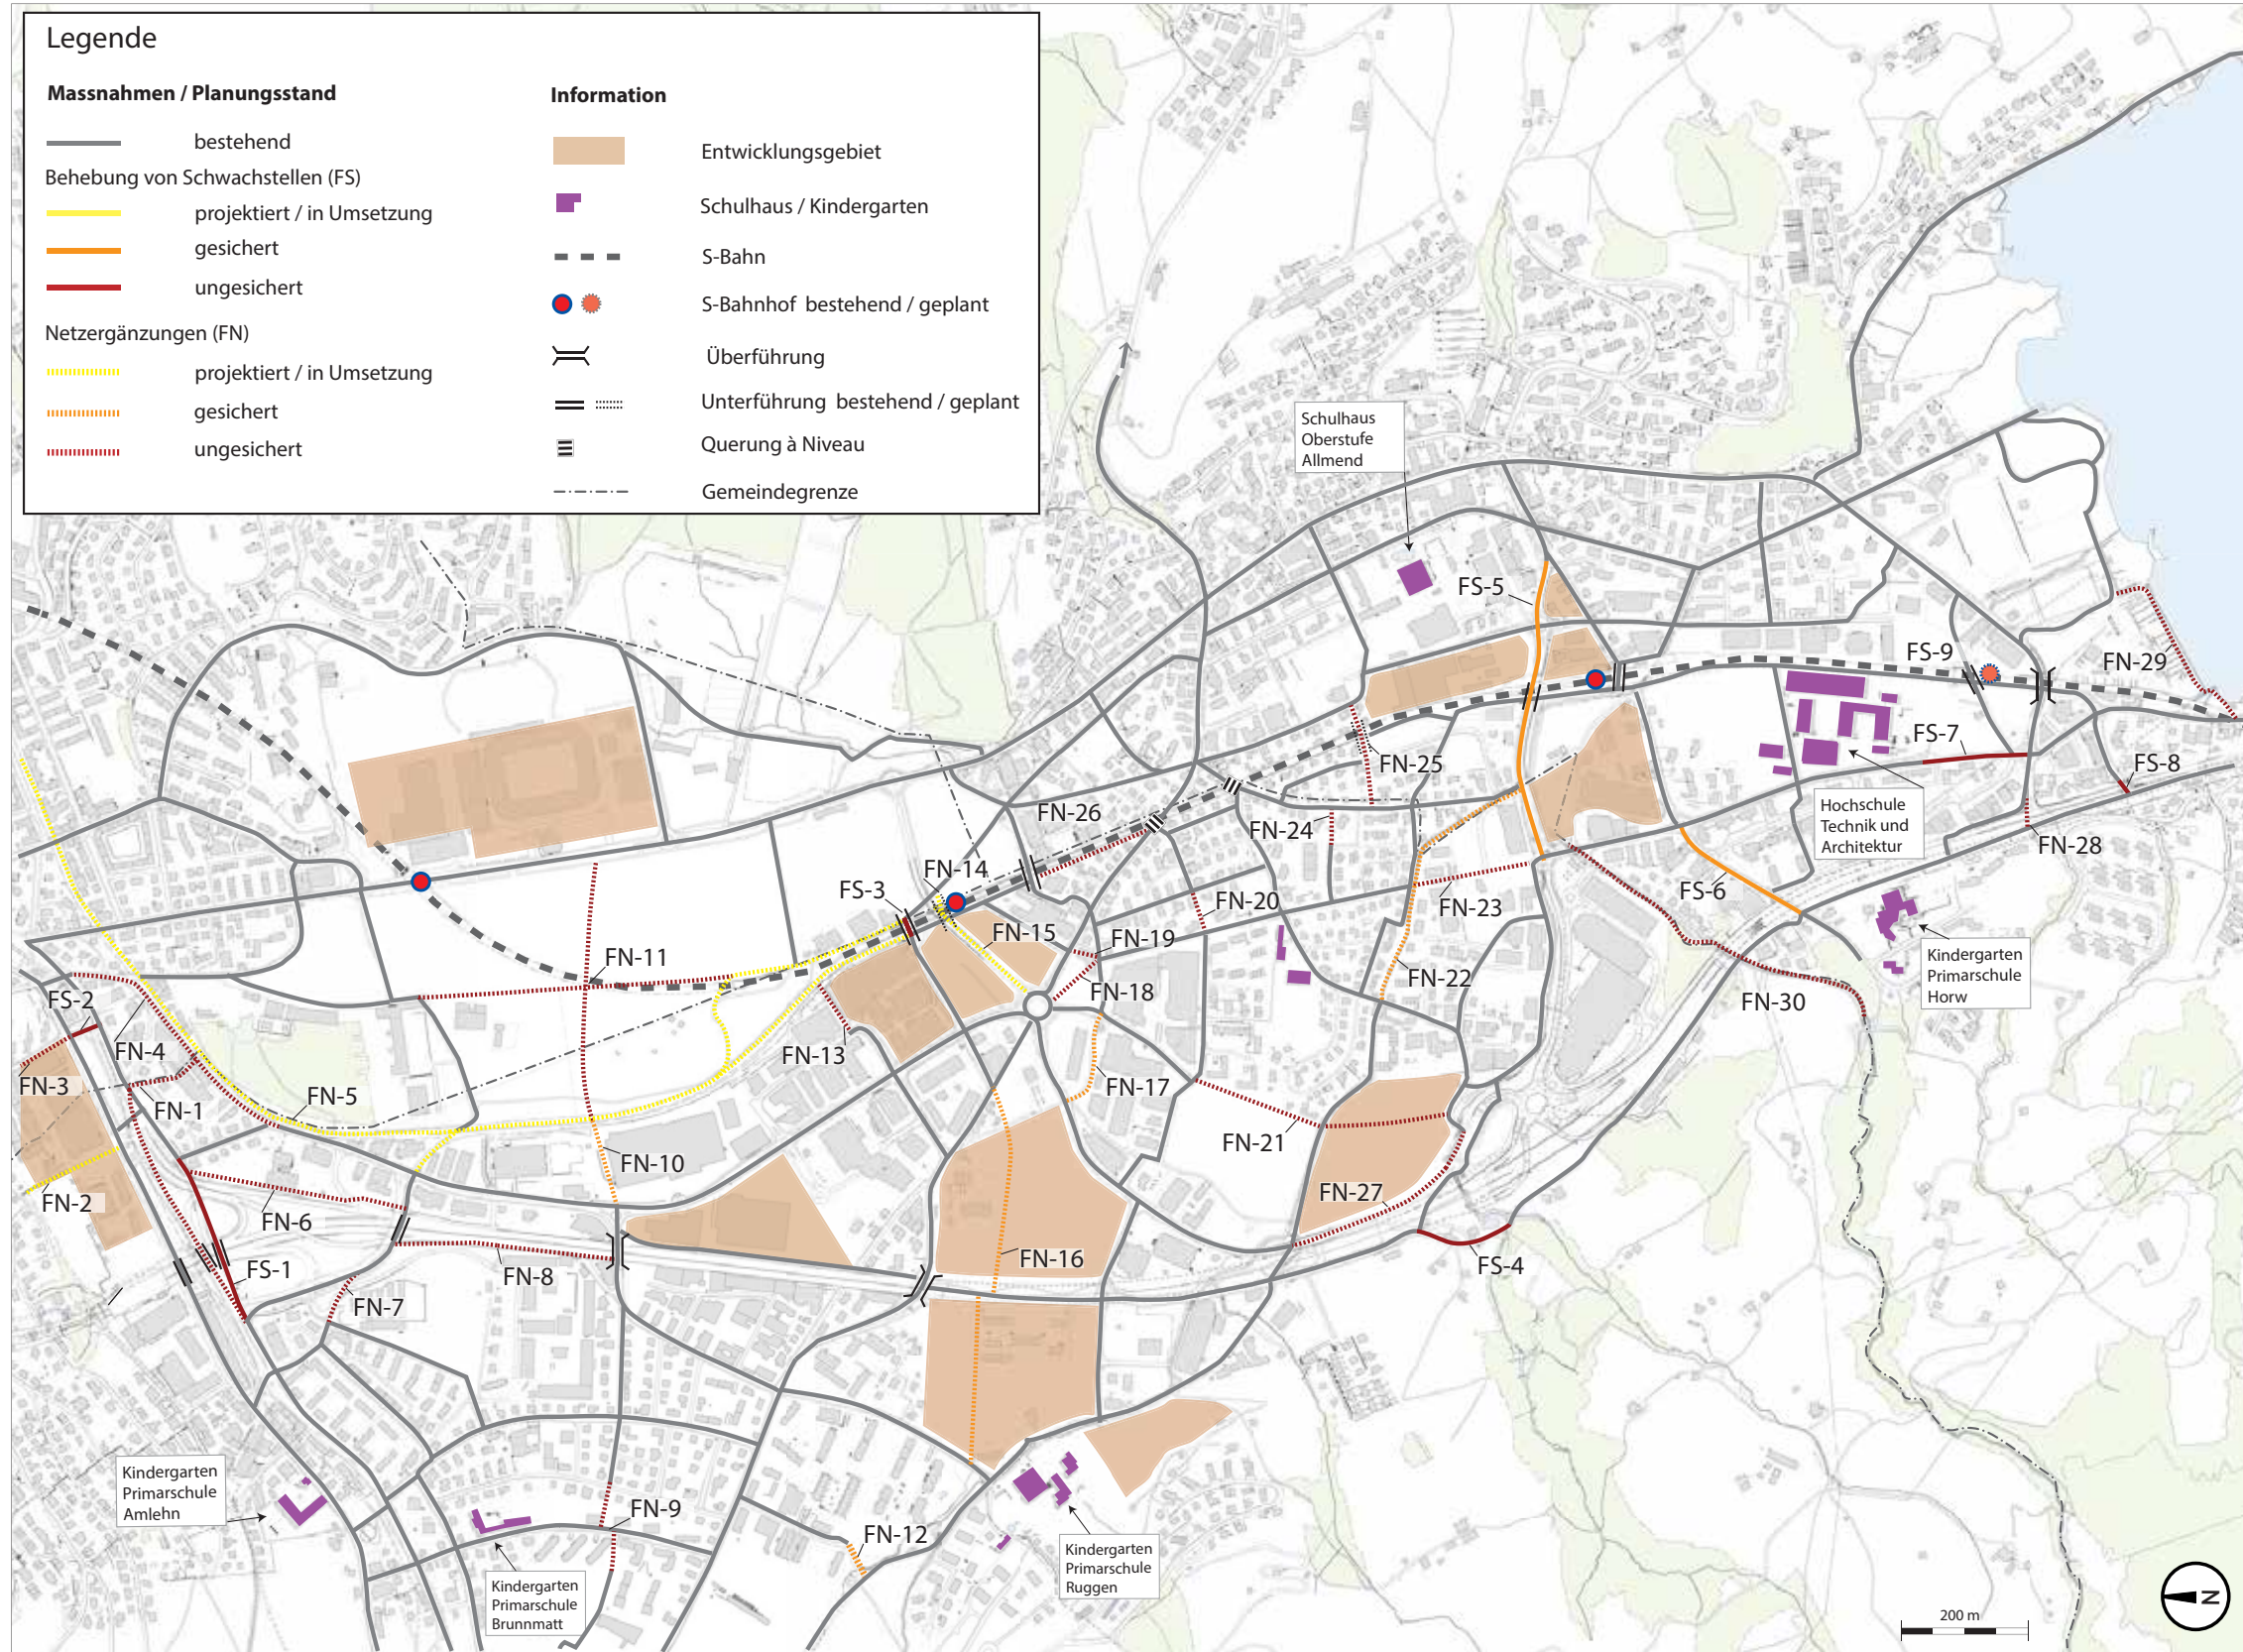 Legende
Massnahmen / Planungsstand
bestehend
Behebung von Schwachstellen (FS)
projektiert / in Umsetzung
gesichert
ungesichert
Netzergänzungen (FN)
projektiert / in Umsetzung
gesichert
ungesichert
Information
Entwicklungsgebiet
Schulhaus / Kindergarten
S-Bahn
S-Bahnhof bestehend / geplant
Überführung
Unterführung bestehend / geplant
Querung à Niveau
Gemeindegrenze
Schulhaus
Oberstufe
Allmend
FS-5
FS-9
FN-29
FS-7
FS-8
FN-25
FN-26
FN-24
Hochschule
Technik und
Architektur
FN-28
FN-14
FS-3
FS-6
FN-20
FN-23
FN-15
FN-19
FN-11
FN-22
FN-18
Kindergarten
Primarschule
Horw
FS-2
FN-30
FN-4
FN-13
FN-3
FN-5
FN-17
FN-1
FN-21
FN-10
FN-27
FN-2
FN-6
FN-16
FS-4
FS-1
FN-8
FN-7
Kindergarten
Primarschule
Amlehn
FN-9
FN-12
Kindergarten
Primarschule
Ruggen
Kindergarten
Primarschule
Brunnmatt
200 m
N